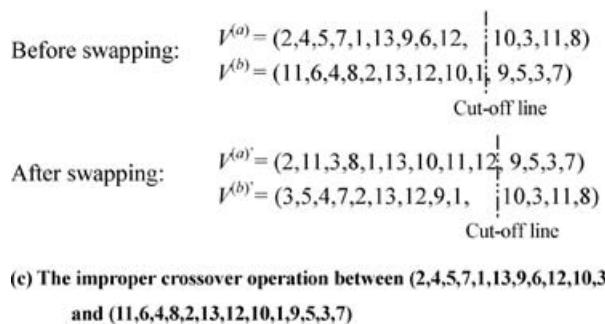 Before swapping: V(a) = (2,4,5,7,1,13,9,6,12, 10,3,11,8)
V(b) = (11,6,4,8,2,13,12,10,1, 9,5,3,7)
Cut-off line
After swapping: V(a)' = (2,11,3,8,1,13,10,11,12, 9,5,3,7)
V(b)' = (3,5,4,7,2,13,12,9,1, 10,3,11,8)
Cut-off line
(c) The improper crossover operation between (2,4,5,7,1,13,9,6,12,10,3
and (11,6,4,8,2,13,12,10,1,9,5,3,7)